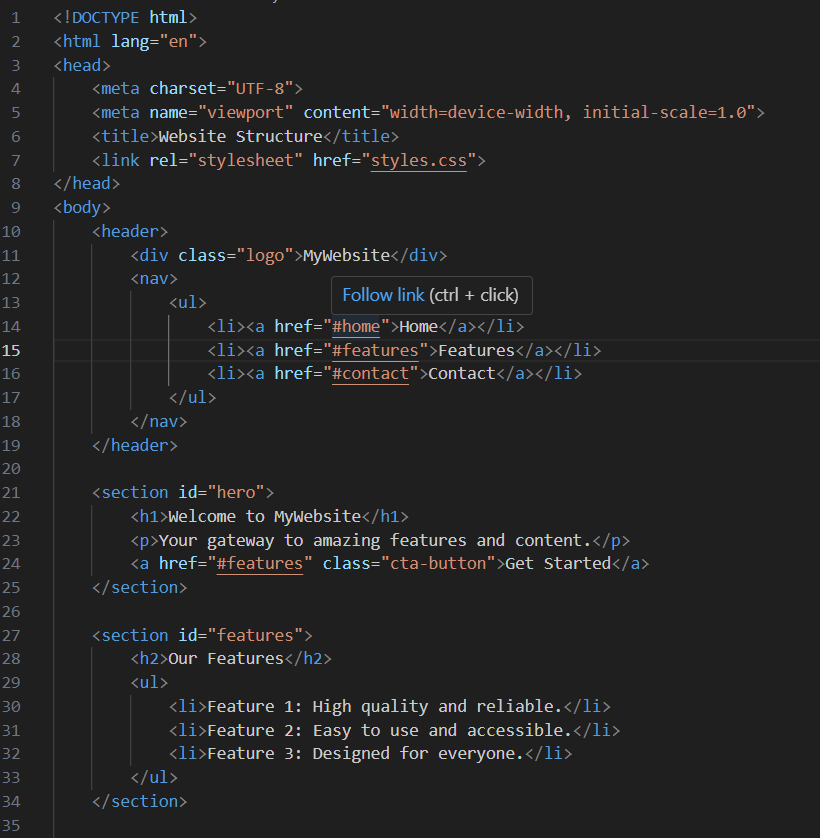 1 <!DOCTYPE html>
2 <html lang="en">
3 <head>
4     <meta charset="UTF-8">
5     <meta name="viewport" content="width=device-width, initial-scale=1.0">
6     <title>Website Structure</title>
7     <link rel="stylesheet" href="styles.css">
8 </head>
9 <body>
10     <header>
11         <div class="logo">MyWebsite</div>
12         <nav>
Follow link (ctrl + click)
13             <ul>
14                 <li><a href="#home">Home</a></li>
15                 <li><a href="#features">Features</a></li>
16                 <li><a href="#contact">Contact</a></li>
17             </ul>
18         </nav>
19     </header>
20
21     <section id="hero">
22         <h1>Welcome to MyWebsite</h1>
23         <p>Your gateway to amazing features and content.</p>
24         <a href="#features" class="cta-button">Get Started</a>
25     </section>
26
27     <section id="features">
28         <h2>Our Features</h2>
29         <ul>
30             <li>Feature 1: High quality and reliable.</li>
31             <li>Feature 2: Easy to use and accessible.</li>
32             <li>Feature 3: Designed for everyone.</li>
33         </ul>
34     </section>
35